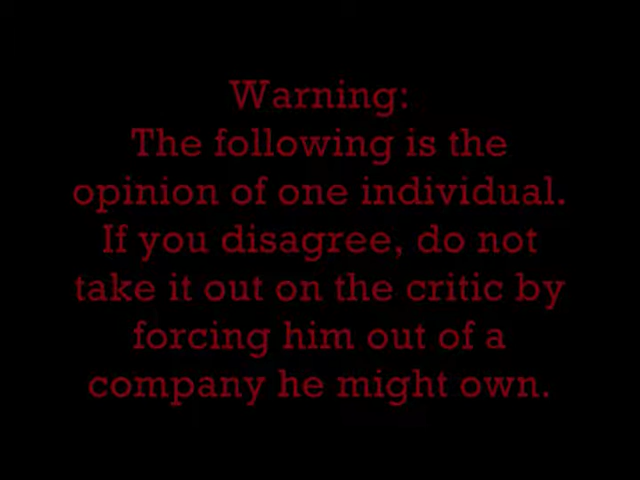 Warning:
The following is the
opinion of one individual.
If you disagree, do not
take it out on the critic by
forcing him out of a
company he might own.